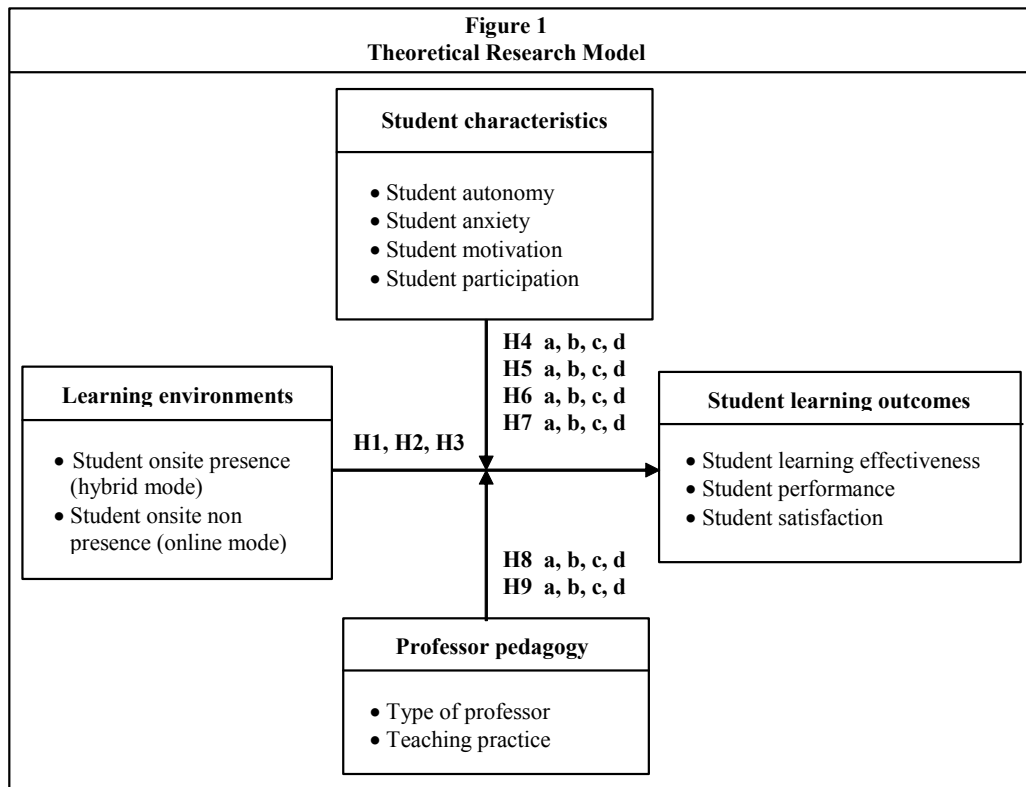 Figure 1
Theoretical Research Model
Student characteristics
• Student autonomy
• Student anxiety
• Student motivation
• Student participation
H4 a, b, c, d
H5 a, b, c, d
H6 a, b, c, d
H7 a, b, c, d
Learning environments
• Student onsite presence
(hybrid mode)
• Student onsite non
presence (online mode)
H1, H2, H3
Student learning outcomes
• Student learning effectiveness
• Student performance
• Student satisfaction
H8 a, b, c, d
H9 a, b, c, d
Professor pedagogy
• Type of professor
• Teaching practice